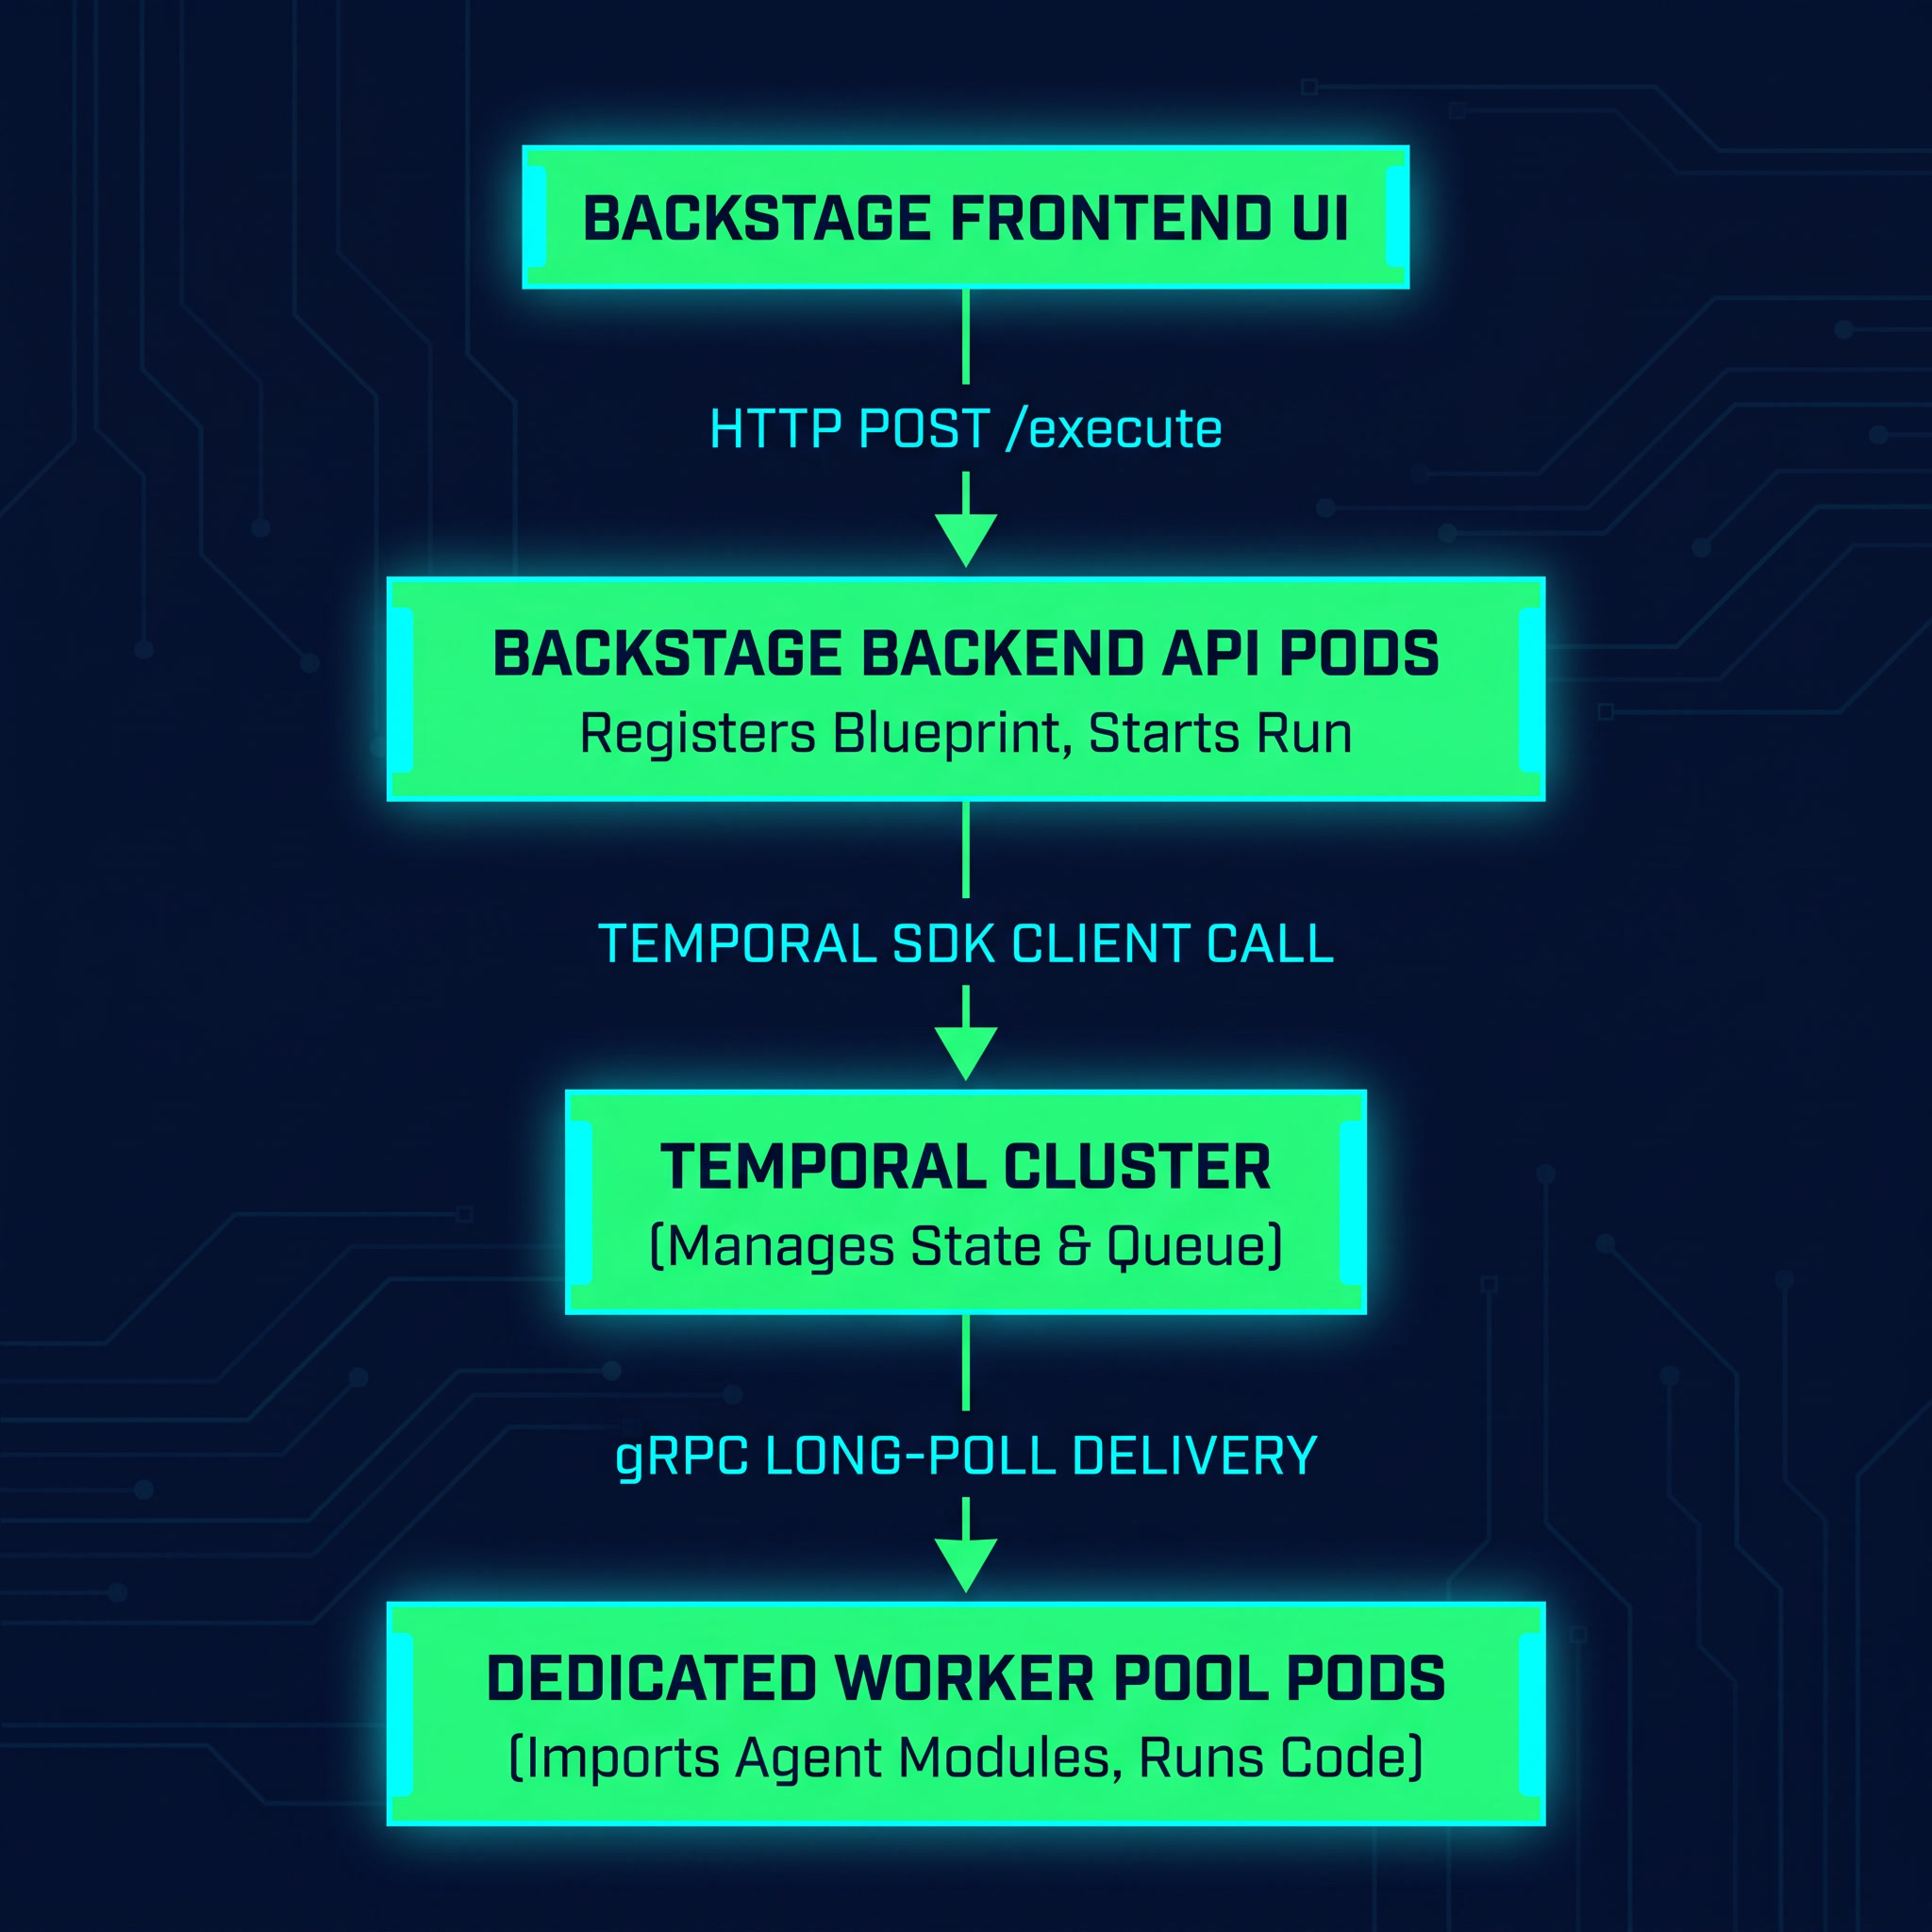 BACKSTAGE FRONTEND UI
HTTP POST /execute
BACKSTAGE BACKEND API PODS
Registers Blueprint, Starts Run
TEMPORAL SDK CLIENT CALL
TEMPORAL CLUSTER
(Manages State & Queue)
gRPC LONG-POLL DELIVERY
DEDICATED WORKER POOL PODS
(Imports Agent Modules, Runs Code)